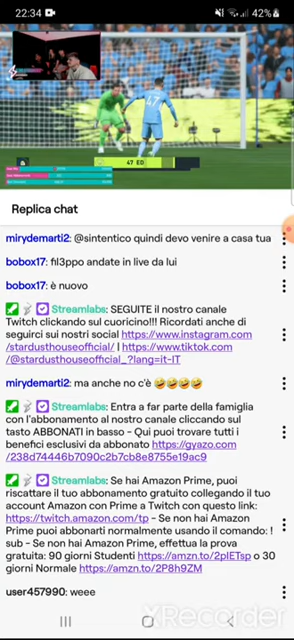 22:34
42%
47
47 ED
Replica chat
mirydemarti2: @sintentico quindi devo venire a casa tua
bobox17: fil3ppo andate in live da lui
bobox17: è nuovo
Streamlabs: SEGUITE il nostro canale
Twitch clickando sul cuoricino!!! Ricordati anche di
seguirci sui nostri social https://www.instagram.com
/stardusthouseofficial/ I https://www.tiktok.com
/@stardusthouseofficial_?lang=it-IT
mirydemarti2: ma anche no c'è 🤣🤣🤣🤣
Streamlabs: Entra a far parte della famiglia
con l'abbonamento al nostro canale cliccando sul
tasto ABBONATI in basso - Qui puoi trovare tutti i
benefici esclusivi da abbonato https://gyazo.com
/238d74446b7090c2b7cb8e8755e19ac9
Streamlabs: Se hai Amazon Prime, puoi
riscattare il tuo abbonamento gratuito collegando il tuo
account Amazon con Prime a Twitch con questo link:
https://twitch.amazon.com/tp - Se non hai Amazon
Prime puoi abbonarti normalmente usando il comando: !
sub - Se non hai Amazon Prime, effettua la prova
gratuita: 90 giorni Studenti https://amzn.to/2pIETsp o 30
giorni Normale https://amzn.to/2P8h9ZM
user457990: weee
XRecorder